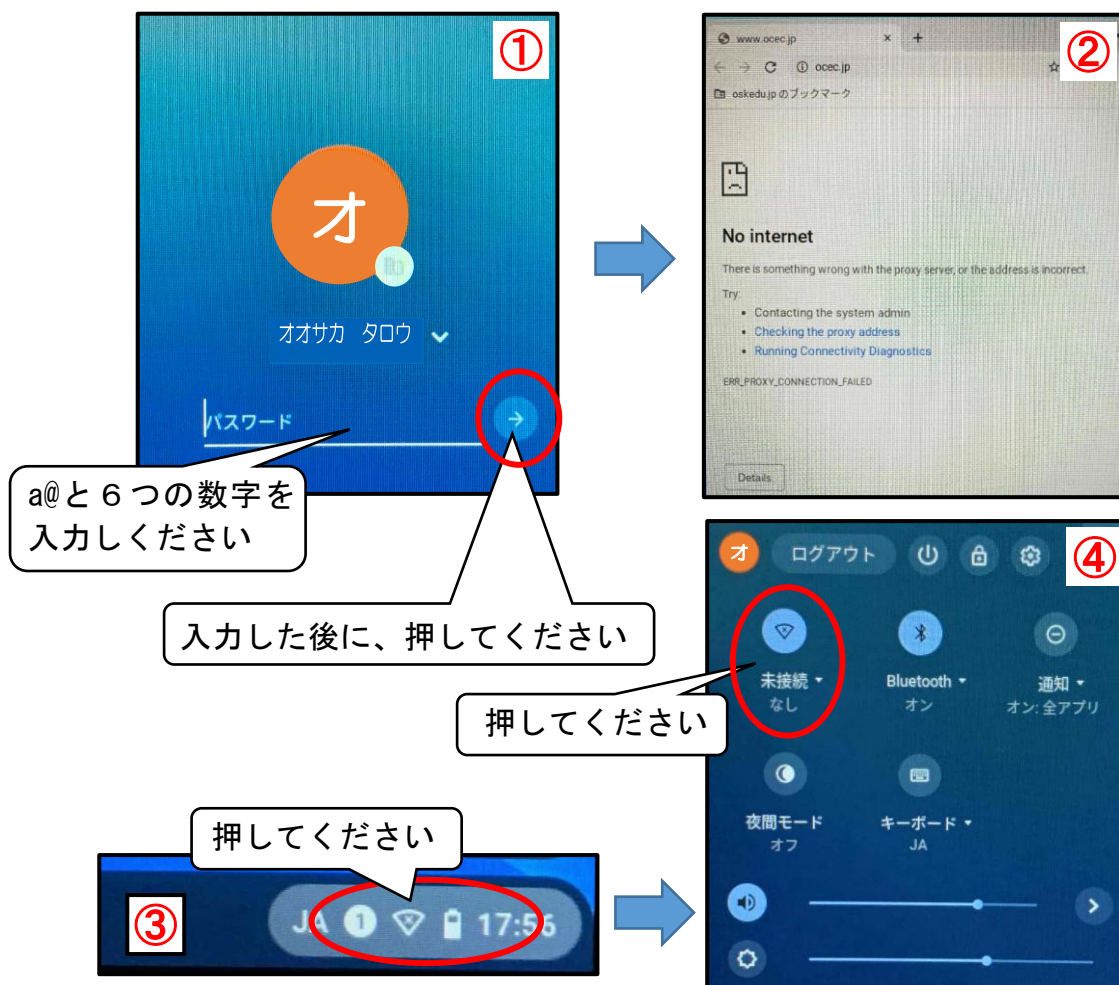 ①
オ
オオサカ タロウ
パスワード
a@と６つの数字を
入力しください
入力した後に、押してください
②
www.ocec.jp
ocec.jp
oskedu.jp のブックマーク
No internet
There is something wrong with the proxy server, or the address is incorrect.
Try:
• Contacting the system admin
• Checking the proxy address
• Running Connectivity Diagnostics
ERR_PROXY_CONNECTION_FAILED
Details
押してください
③
JA 1 17:56
④
オ ログアウト
未接続 Bluetooth 通知
なし オン オン: 全アプリ
押してください
夜間モード キーボード
オフ JA